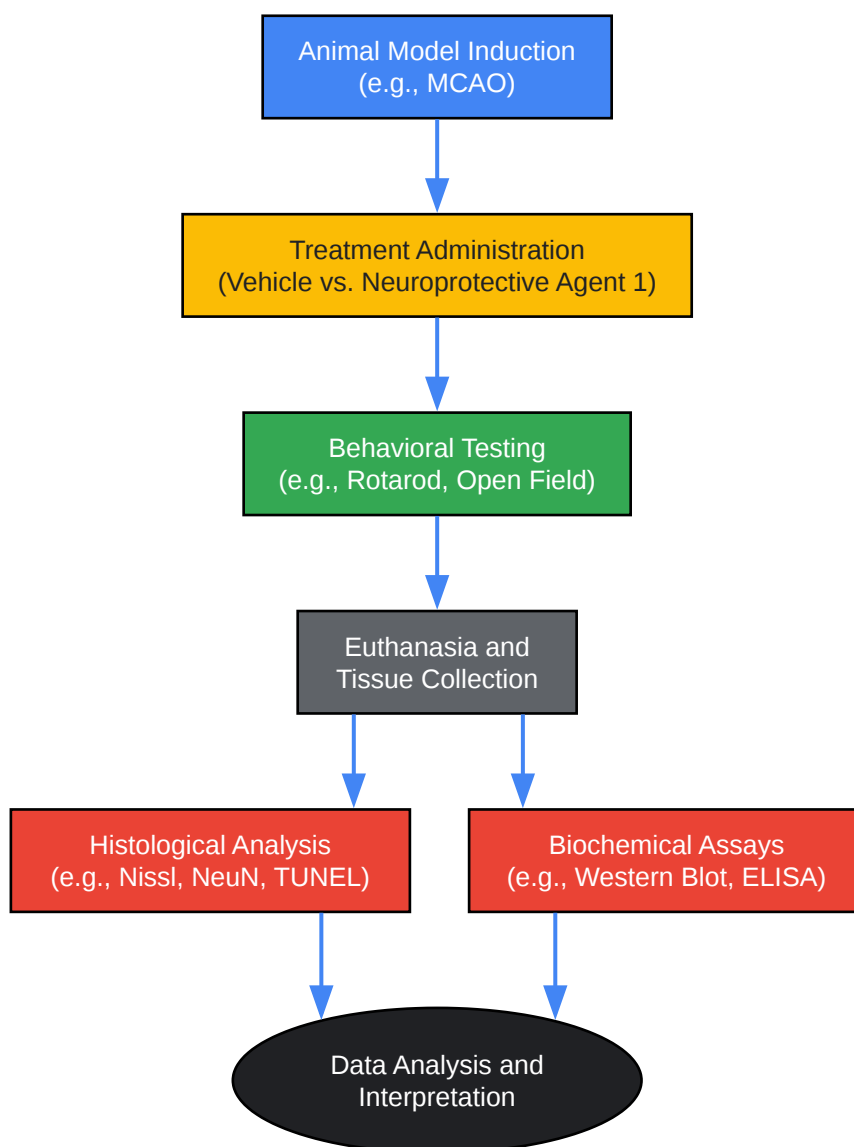 Animal Model Induction
(e.g., MCAO)
Treatment Administration
(Vehicle vs. Neuroprotective Agent 1)
Behavioral Testing
(e.g., Rotarod, Open Field)
Euthanasia and
Tissue Collection
Histological Analysis
(e.g., Nissl, NeuN, TUNEL)
Biochemical Assays
(e.g., Western Blot, ELISA)
Data Analysis and
Interpretation